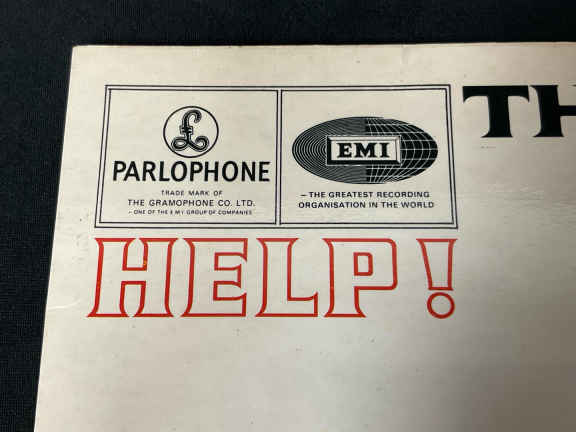 TH
£
PARLOPHONE
TRADE MARK OF
THE GRAMOPHONE CO. LTD.
- ONE OF THE E M I GROUP OF COMPANIES
EMI
- THE GREATEST RECORDING
ORGANISATION IN THE WORLD
HELP!